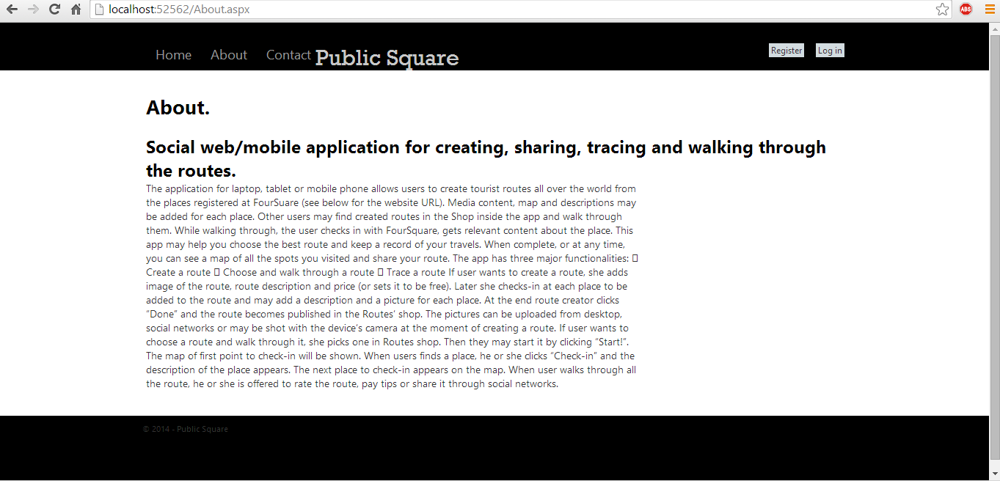 localhost:52562/About.aspx
ABS
Home About Contact Public Square Register Log in
About.
Social web/mobile application for creating, sharing, tracing and walking through
the routes.
The application for laptop, tablet or mobile phone allows users to create tourist routes all over the world from
the places registered at FourSuare (see below for the website URL). Media content, map and descriptions may
be added for each place. Other users may find created routes in the Shop inside the app and walk through
them. While walking through, the user checks in with FourSquare, gets relevant content about the place. This
app may help you choose the best route and keep a record of your travels. When complete, or at any time,
you can see a map of all the spots you visited and share your route. The app has three major functionalities: 
Create a route  Choose and walk through a route  Trace a route If user wants to create a route, she adds
image of the route, route description and price (or sets it to be free). Later she checks-in at each place to be
added to the route and may add a description and a picture for each place. At the end route creator clicks
“Done” and the route becomes published in the Routes’ shop. The pictures can be uploaded from desktop,
social networks or may be shot with the device’s camera at the moment of creating a route. If user wants to
choose a route and walk through it, she picks one in Routes shop. Then they may start it by clicking “Start!”.
The map of first point to check-in will be shown. When users finds a place, he or she clicks “Check-in” and the
description of the place appears. The next place to check-in appears on the map. When user walks through all
the route, he or she is offered to rate the route, pay tips or share it through social networks.
© 2014 - Public Square